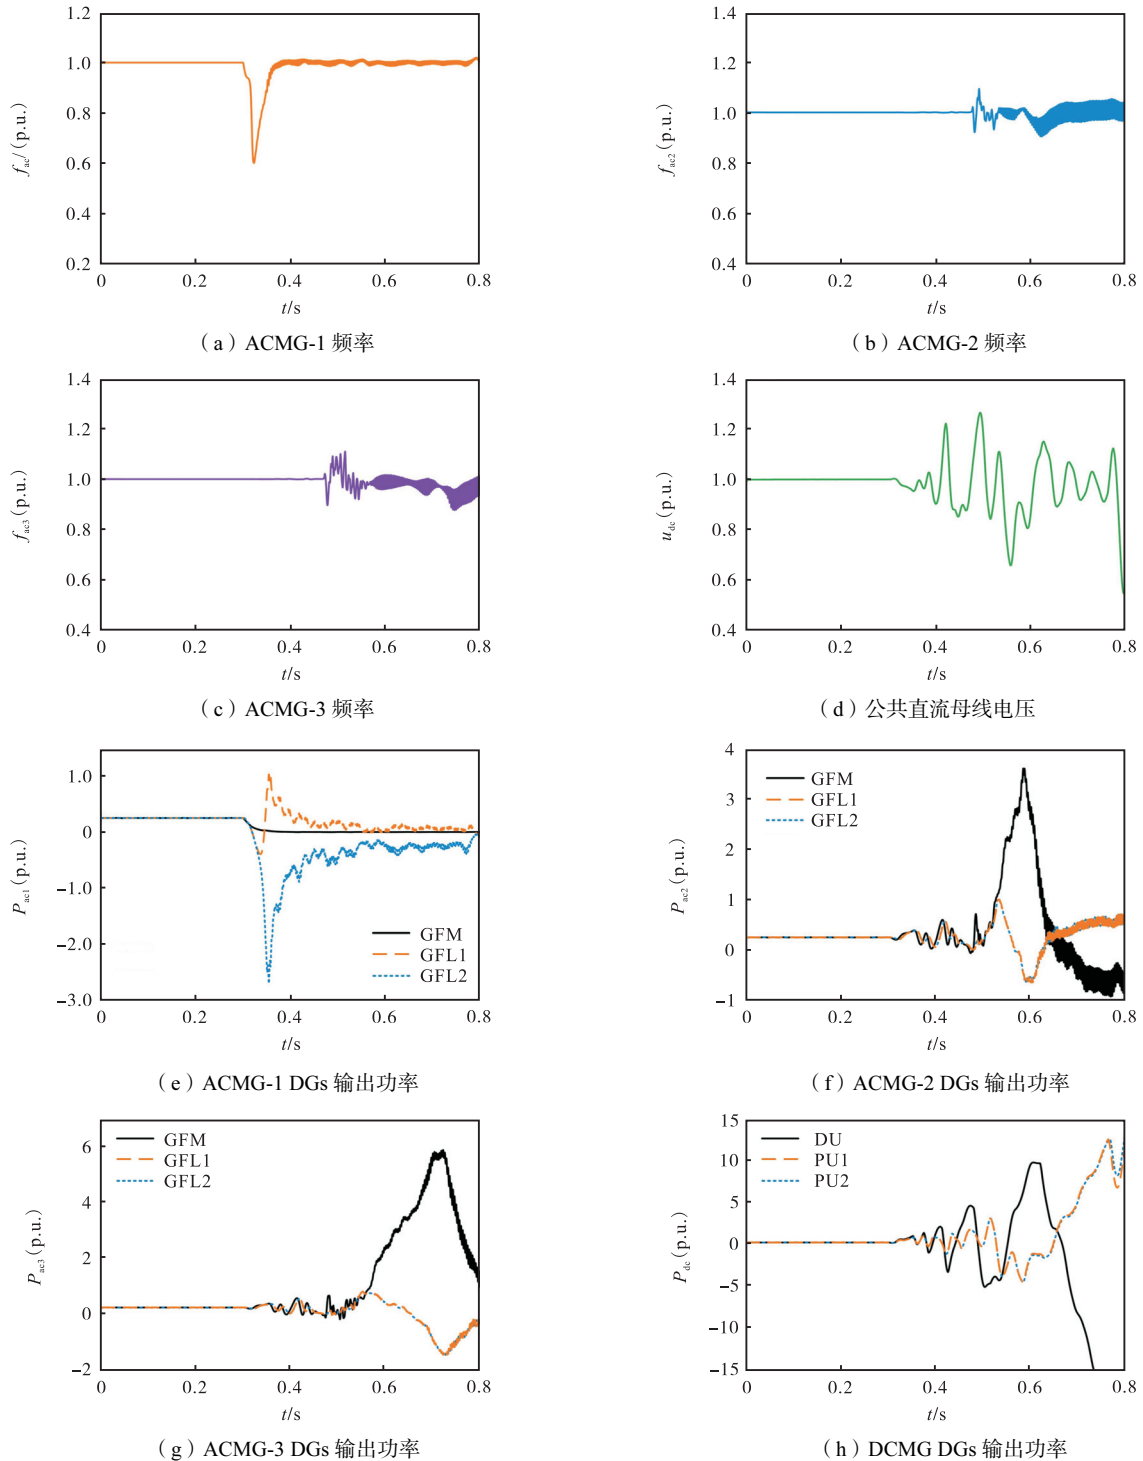 1.2
1.0
0.8
0.6
0.4
0.2
f_ac/(p.u.)
0 0.2 0.4 0.6 0.8
t/s
（a）ACMG-1 频率
1.4
1.2
1.0
0.8
0.6
0.4
f_ac2(p.u.)
0 0.2 0.4 0.6 0.8
t/s
（b）ACMG-2 频率
1.4
1.2
1.0
0.8
0.6
0.4
f_ac3(p.u.)
0 0.2 0.4 0.6 0.8
t/s
（c）ACMG-3 频率
1.4
1.2
1.0
0.8
0.6
0.4
u_dc(p.u.)
0 0.2 0.4 0.6 0.8
t/s
（d）公共直流母线电压
1.0
0
−1.0
−2.0
−3.0
P_ac1(p.u.)
GFM
GFL1
GFL2
0 0.2 0.4 0.6 0.8
t/s
（e）ACMG-1 DGs 输出功率
4
3
2
1
0
−1
P_ac2(p.u.)
GFM
GFL1
GFL2
0 0.2 0.4 0.6 0.8
t/s
（f）ACMG-2 DGs 输出功率
6
4
2
0
−2
P_ac3(p.u.)
GFM
GFL1
GFL2
0 0.2 0.4 0.6 0.8
t/s
（g）ACMG-3 DGs 输出功率
15
10
5
0
−5
−10
−15
P_dc(p.u.)
DU
PU1
PU2
0 0.2 0.4 0.6 0.8
t/s
（h）DCMG DGs 输出功率